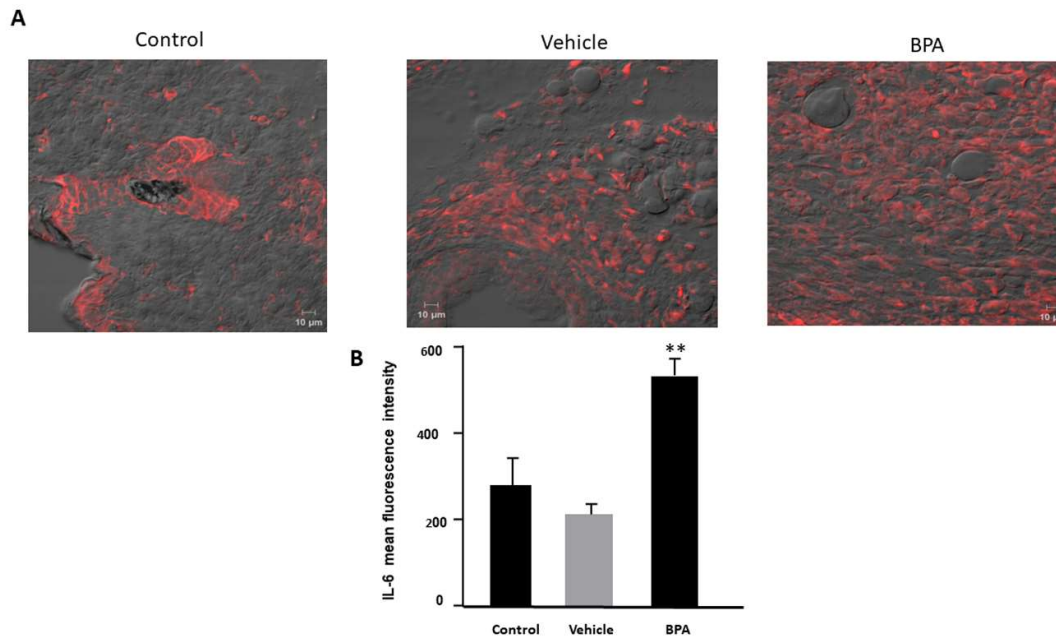 A
Control
Vehicle
BPA
10 µm
10 µm
10 µ
B
IL-6 mean fluorescence intensity
600
**
400
200
0
Control
Vehicle
BPA